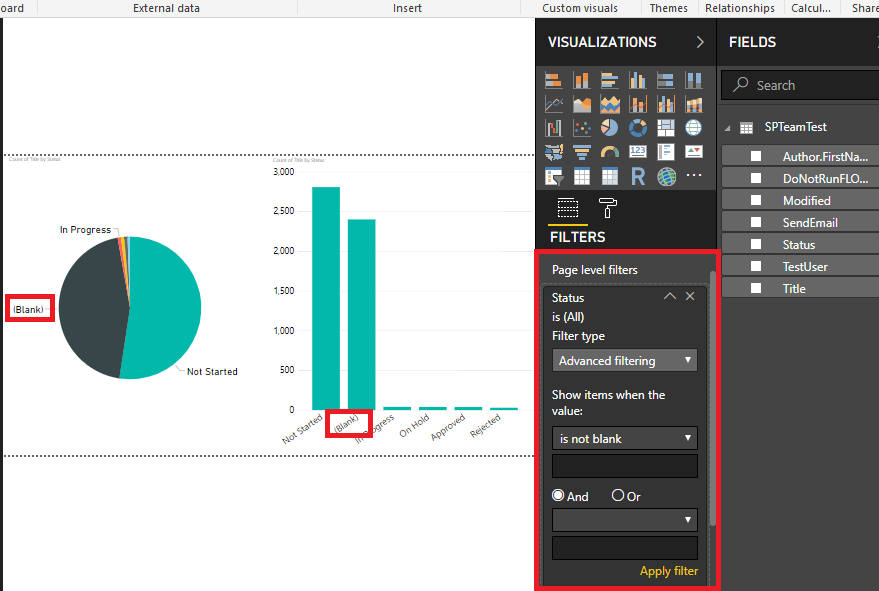 oard
External data
Insert
Custom visuals
Themes
Relationships
Calcul...
Share
VISUALIZATIONS
FIELDS
Search
SPTeamTest
Author.FirstNa...
DoNotRunFLO...
Modified
SendEmail
Status
TestUser
Title
123
R
...
FILTERS
Page level filters
Status
is (All)
Filter type
Advanced filtering
Show items when the
value:
is not blank
And
Or
Apply filter
Count of Title by Status
In Progress
(Blank)
Not Started
Count of Title by Status
3,000
2,500
2,000
1,500
1,000
500
0
Not Started
(Blank)
In Progress
On Hold
Approved
Rejected